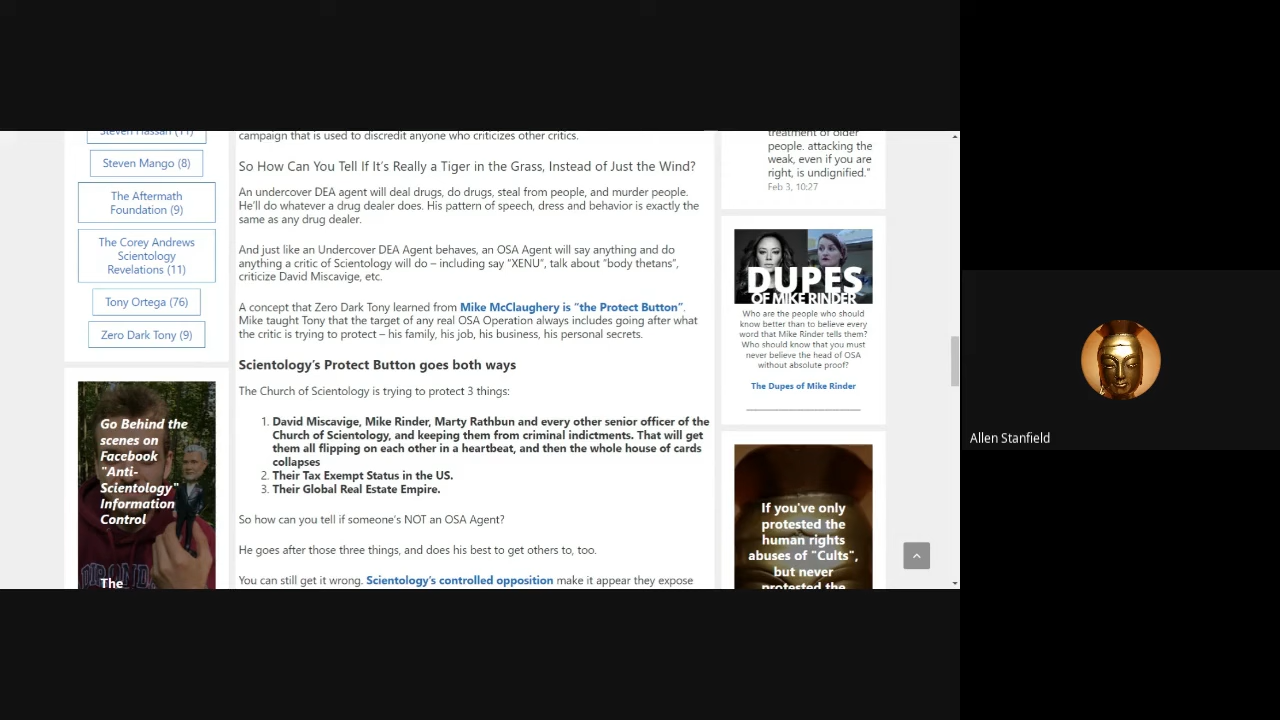 Steven Hassan (11)
Steven Mango (8)
The Aftermath
Foundation (9)
The Corey Andrews
Scientology
Revelations (11)
Tony Ortega (76)
Zero Dark Tony (9)
Go Behind the
scenes on
Facebook
"Anti-
Scientology"
Information
Control
The
campaign that is used to discredit anyone who criticizes other critics.
So How Can You Tell If It's Really a Tiger in the Grass, Instead of Just the Wind?
An undercover DEA agent will deal drugs, do drugs, steal from people, and murder people.
He'll do whatever a drug dealer does. His pattern of speech, dress and behavior is exactly the
same as any drug dealer.
And just like an Undercover DEA Agent behaves, an OSA Agent will say anything and do
anything a critic of Scientology will do – including say "XENU", talk about "body thetans",
criticize David Miscavige, etc.
A concept that Zero Dark Tony learned from Mike McClaughery is "the Protect Button".
Mike taught Tony that the target of any real OSA Operation always includes going after what
the critic is trying to protect – his family, his job, his business, his personal secrets.
Scientology's Protect Button goes both ways
The Church of Scientology is trying to protect 3 things:
1. David Miscavige, Mike Rinder, Marty Rathbun and every other senior officer of the
Church of Scientology, and keeping them from criminal indictments. That will get
them all flipping on each other in a heartbeat, and then the whole house of cards
collapses
2. Their Tax Exempt Status in the US.
3. Their Global Real Estate Empire.
So how can you tell if someone's NOT an OSA Agent?
He goes after those three things, and does his best to get others to, too.
You can still get it wrong. Scientology's controlled opposition make it appear they expose
treatment of older
people. attacking the
weak, even if you are
right, is undignified."
Feb 3, 10:27
DUPES
OF MIKE RINDER
Who are the people who should
know better than to believe every
word that Mike Rinder tells them?
Who should know that you must
never believe the head of OSA
without absolute proof?
The Dupes of Mike Rinder
If you've only
protested the
human rights
abuses of "Cults",
but never
protested the
Allen Stanfield